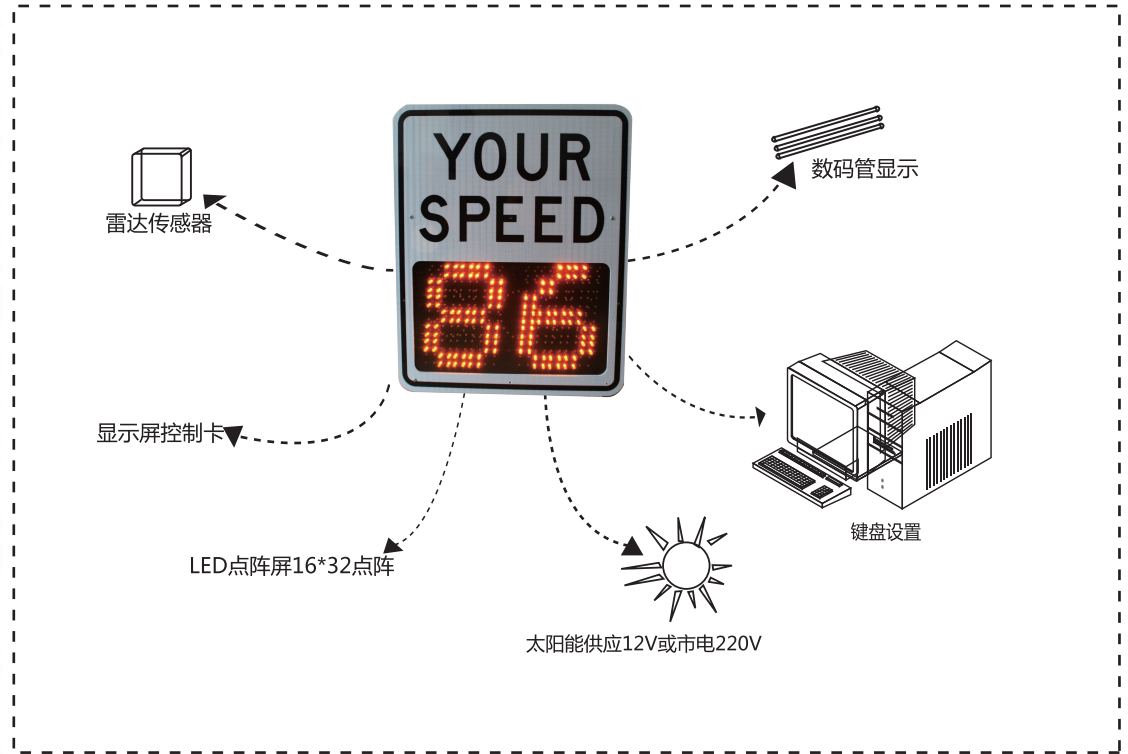 YOUR
SPEED
86
雷达传感器
数码管显示
显示屏控制卡
键盘设置
LED点阵屏16*32点阵
太阳能供应12V或市电220V